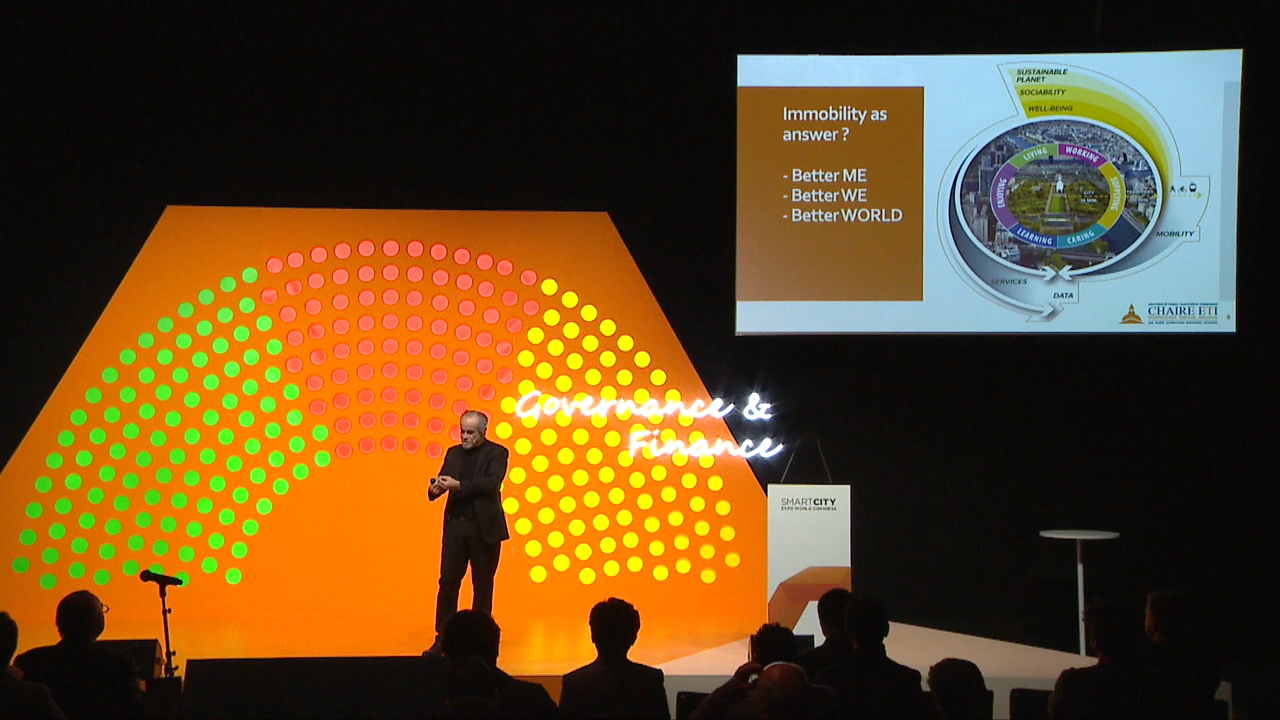 Immobility as
answer ?
- Better ME
- Better WE
- Better WORLD
SUSTAINABLE
PLANET
SOCIABILITY
WELL-BEING
LIVING
WORKING
ENJOYING
LEARNING
CARING
MOBILITY
SERVICES
DATA
CHAIRE ETI
Governance &
Finance
SMARTCITY
EXPO WORLD CONGRESS